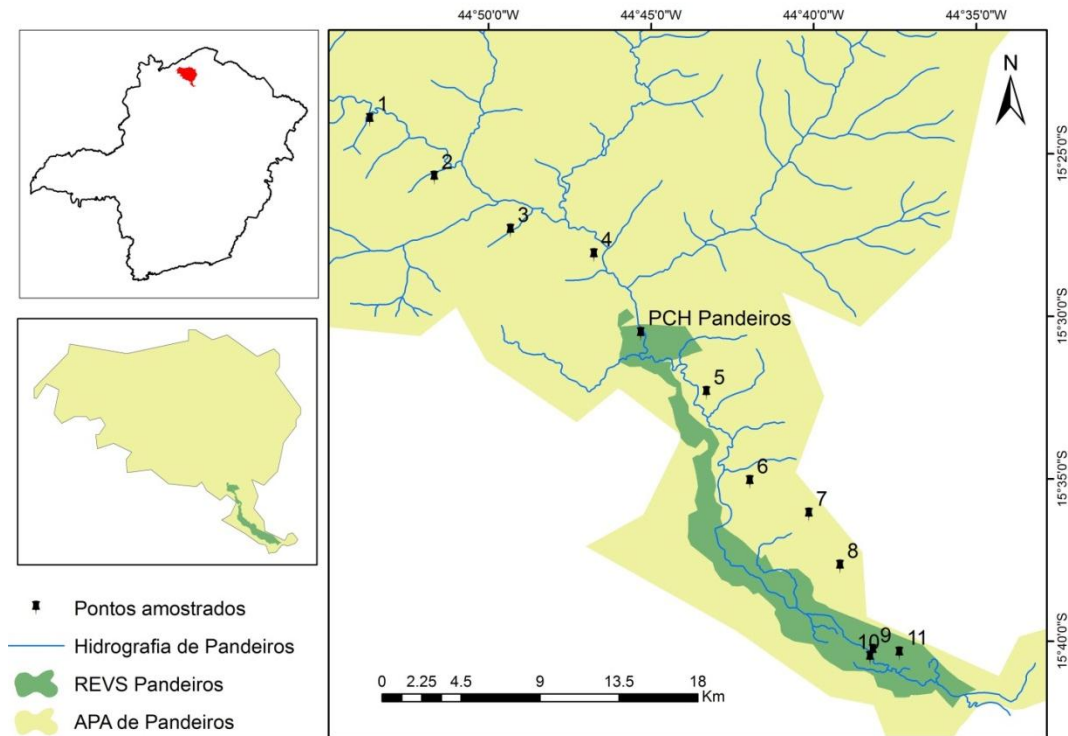 44°50'0"W 44°45'0"W 44°40'0"W 44°35'0"W
N
1
2
3
4
PCH Pandeiros
5
6
7
8
9
10
11
15°25'0"S
15°30'0"S
15°35'0"S
15°40'0"S
0 2.25 4.5 9 13.5 18
Km
Pontos amostrados
Hidrografia de Pandeiros
REVS Pandeiros
APA de Pandeiros